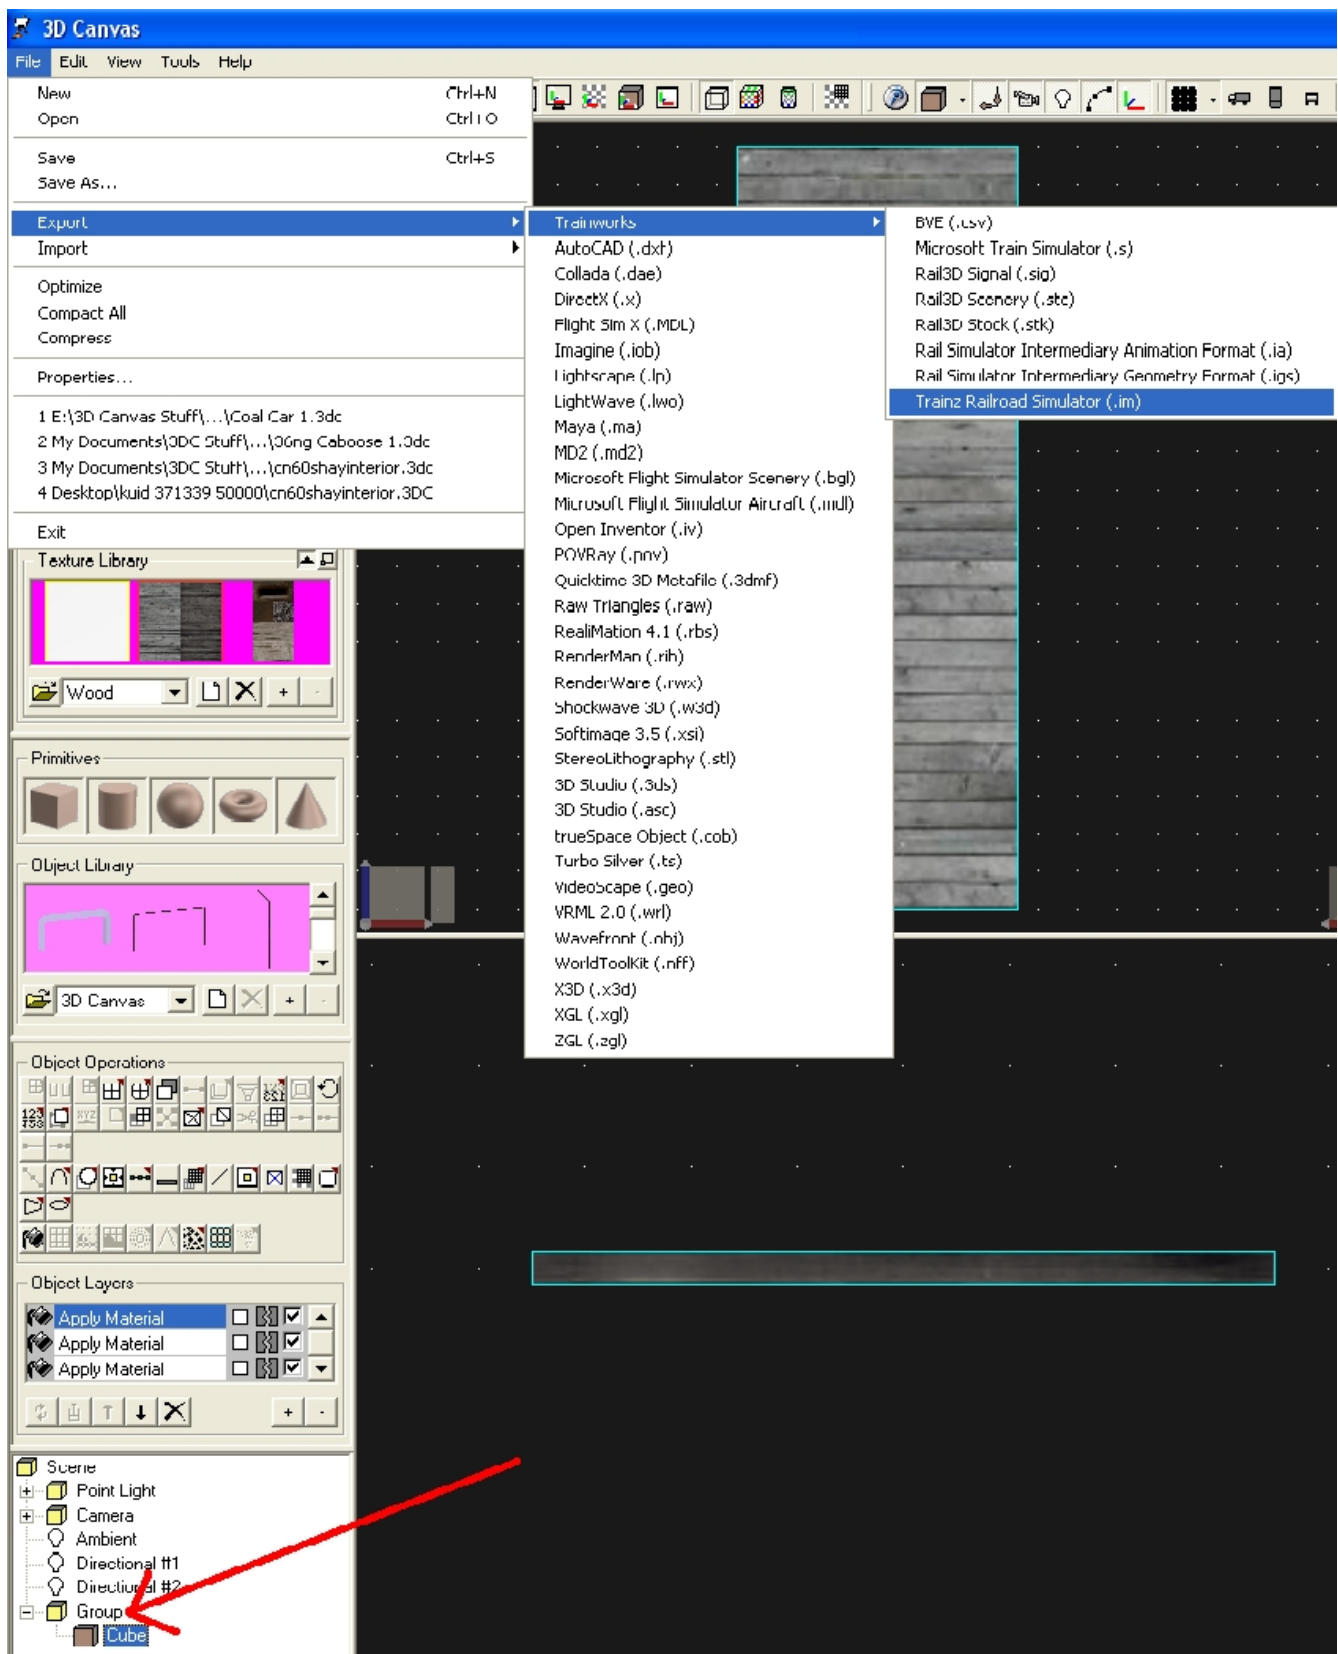 3D Canvas
File Edit View Tools Help
New Ctrl+N
Open Ctrl+O
Save Ctrl+S
Save As...
Export
Import
Optimize
Compact All
Compress
Properties...
1 E:\3D Canvas Stuff\...\Coal Car 1.3dc
2 My Documents\3DC Stuff\...\36ng Caboose 1.3dc
3 My Documents\3DC Stuff\...\cn60shayinterior.3dc
4 Desktop\kuid 371339 50000\cn60shayinterior.3DC
Exit
Trainworks
AutoCAD (.dxf)
Collada (.dae)
DirectX (.x)
Flight Sim X (.MDL)
Imagine (.iob)
Lightscape (.lp)
LightWave (.lwo)
Maya (.ma)
MD2 (.md2)
Microsoft Flight Simulator Scenery (.bgl)
Microsoft Flight Simulator Aircraft (.mdl)
Open Inventor (.iv)
POVRay (.pov)
Quicktime 3D Metafile (.3dmf)
Raw Triangles (.raw)
RealiMation 4.1 (.rbs)
RenderMan (.rib)
RenderWare (.rwx)
Shockwave 3D (.w3d)
Softimage 3.5 (.xsi)
StereoLithography (.stl)
3D Studio (.3ds)
3D Studio (.asc)
trueSpace Object (.cob)
Turbo Silver (.ts)
VideoScape (.geo)
VRML 2.0 (.wrl)
Wavefront (.obj)
WorldToolKit (.nff)
X3D (.x3d)
XGL (.xgl)
ZGL (.zgl)
BVE (.csv)
Microsoft Train Simulator (.s)
Rail3D Signal (.sig)
Rail3D Scenery (.stc)
Rail3D Stock (.stk)
Rail Simulator Intermediary Animation Format (.ia)
Rail Simulator Intermediary Geometry Format (.igs)
Trainz Railroad Simulator (.im)
Texture Library
Wood
Primitives
Object Library
3D Canvas
Object Operations
Object Layers
Apply Material
Apply Material
Apply Material
Scene
Point Light
Camera
Ambient
Directional #1
Directional #2
Group
Cube